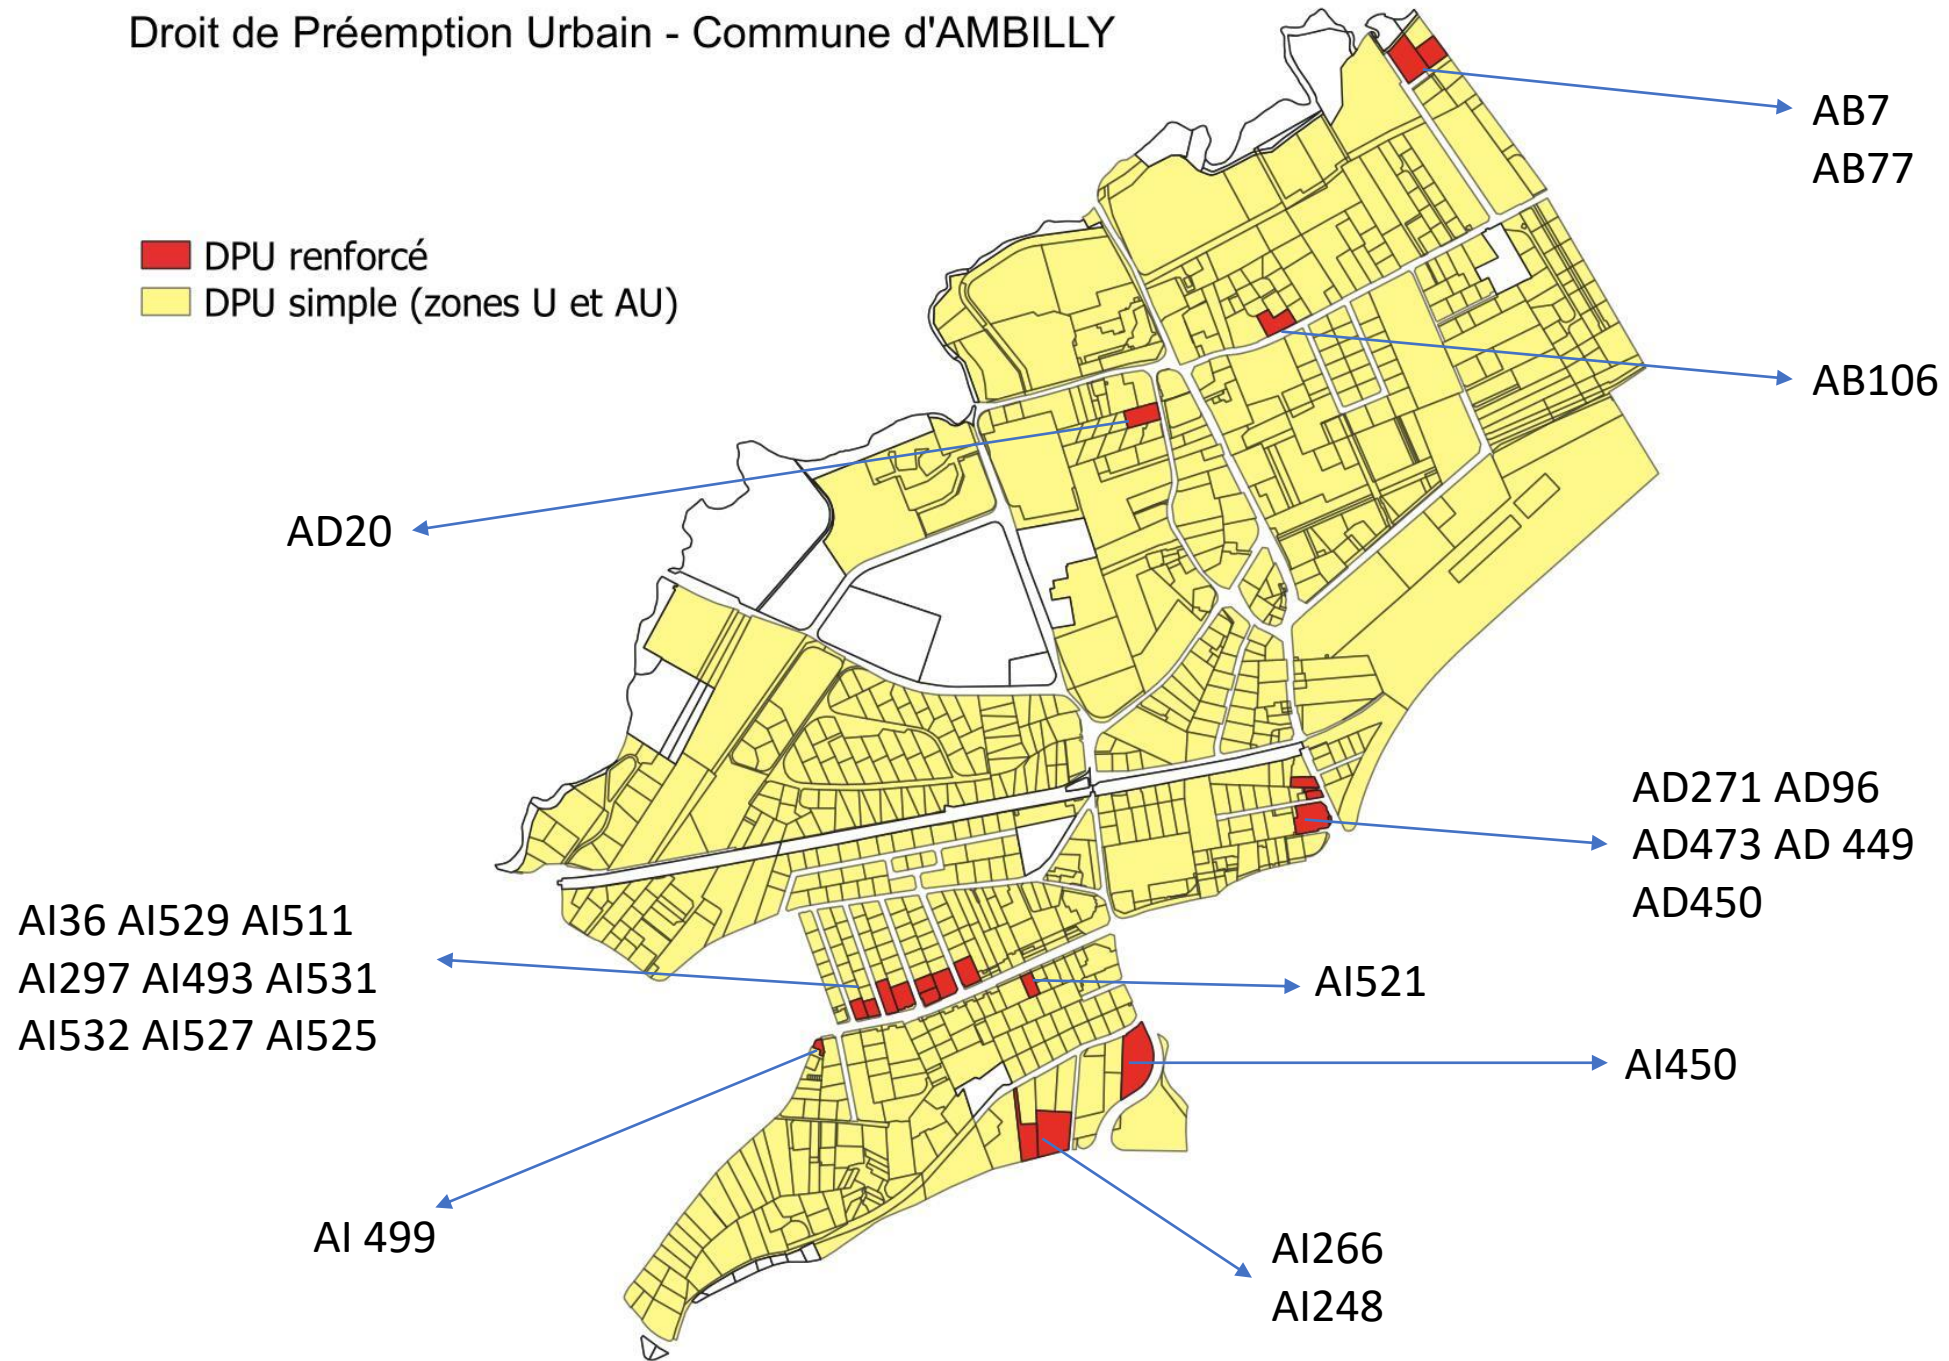 Droit de Préemption Urbain - Commune d'AMBILLY
AB7
AB77
DPU renforcé
DPU simple (zones U et AU)
AB106
AD20
AD271 AD96
AD473 AD 449
AD450
AI36 AI529 AI511
AI297 AI493 AI531
AI532 AI527 AI525
AI521
AI450
AI 499
AI266
AI248